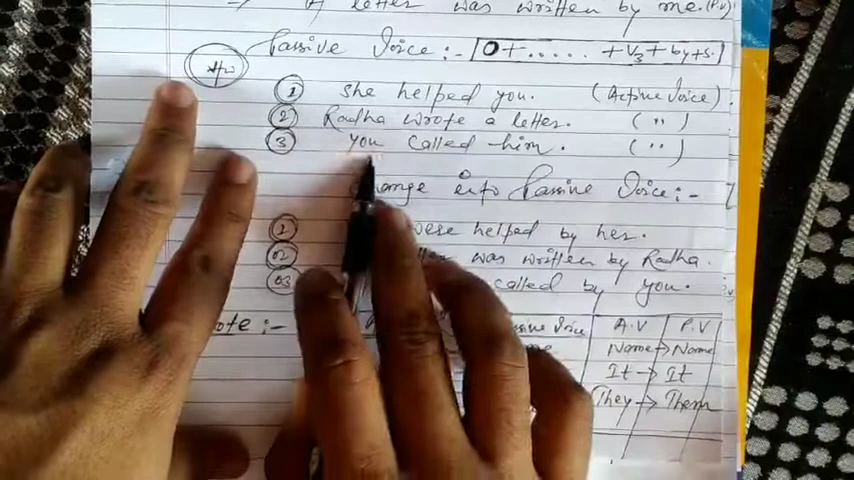 A letter was written by me. (P.V)
Passive Voice :- O+...... +V3+by+S.
① She helped you. (Active Voice)
② Radha wrote a letter. ( " )
③ You called him. ( " )
into Passive Voice :-
① were helped by her.
② was written by Radha.
③ called by you.
Note :- Voice A.V P.V
Name → Name
It → It
They → Them